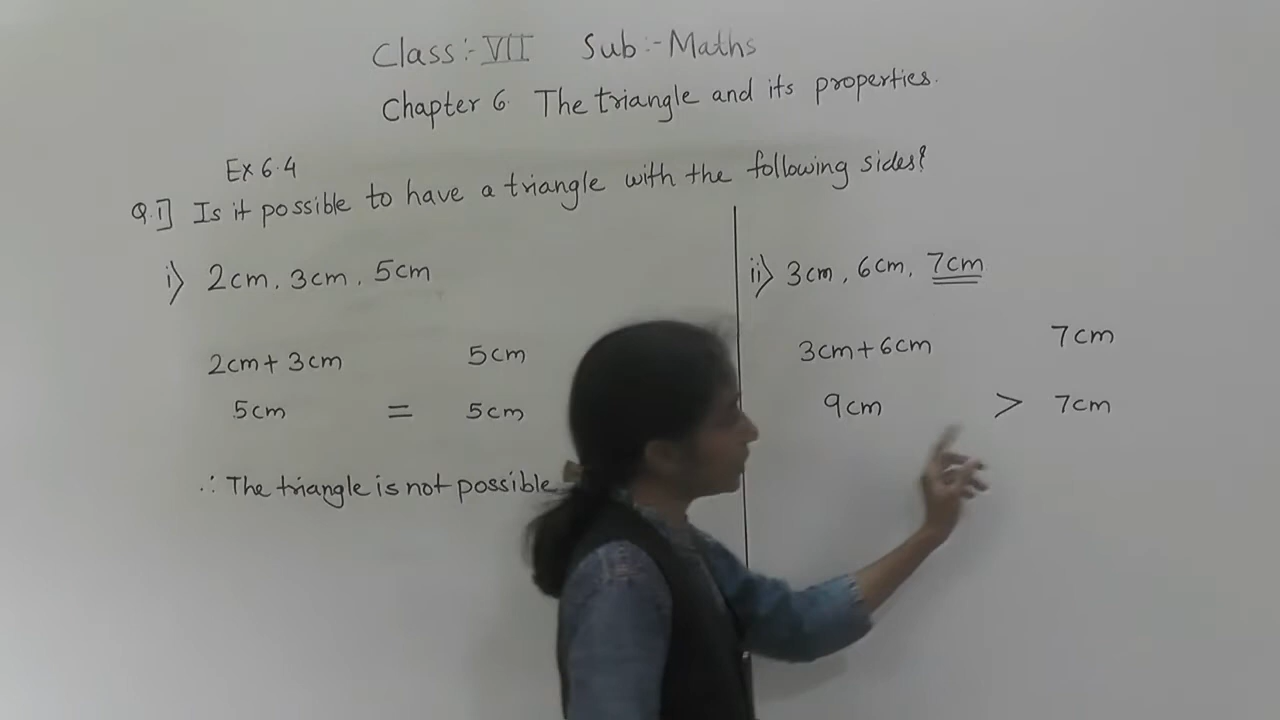 Class:- VII Sub:- Maths
Chapter 6. The triangle and its properties.
Ex 6.4
Q.1] Is it possible to have a triangle with the following sides?
i) 2cm, 3cm, 5cm
2cm + 3cm 5cm
5cm = 5cm
∴ The triangle is not possible
ii) 3cm, 6cm, 7cm
3cm + 6cm 7cm
9cm > 7cm